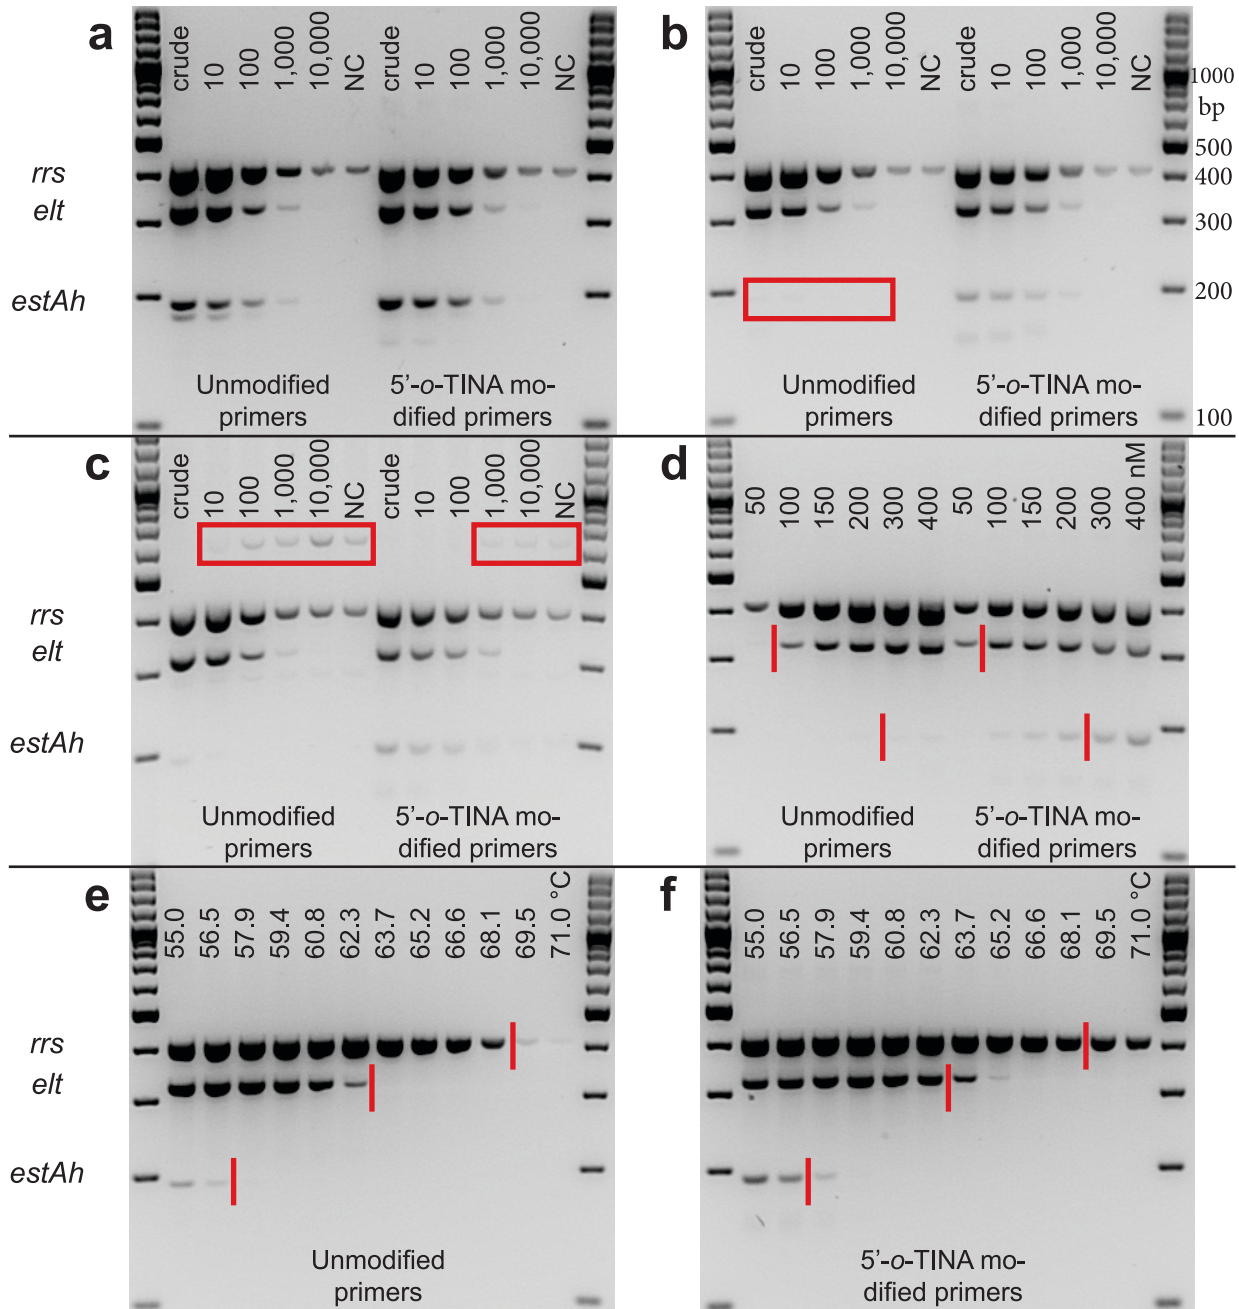 a
crude
10
100
1,000
10,000
NC
crude
10
100
1,000
10,000
NC
rrs
elt
estAh
Unmodified
primers
5'-o-TINA mo-
dified primers
b
crude
10
100
1,000
10,000
NC
crude
10
100
1,000
10,000
NC
1000
bp
500
400
300
200
100
Unmodified
primers
5'-o-TINA mo-
dified primers
c
crude
10
100
1,000
10,000
NC
crude
10
100
1,000
10,000
NC
rrs
elt
estAh
Unmodified
primers
5'-o-TINA mo-
dified primers
d
50
100
150
200
300
400
50
100
150
200
300
400 nM
Unmodified
primers
5'-o-TINA mo-
dified primers
e
55.0
56.5
57.9
59.4
60.8
62.3
63.7
65.2
66.6
68.1
69.5
71.0 °C
rrs
elt
estAh
Unmodified
primers
f
55.0
56.5
57.9
59.4
60.8
62.3
63.7
65.2
66.6
68.1
69.5
71.0 °C
5'-o-TINA mo-
dified primers